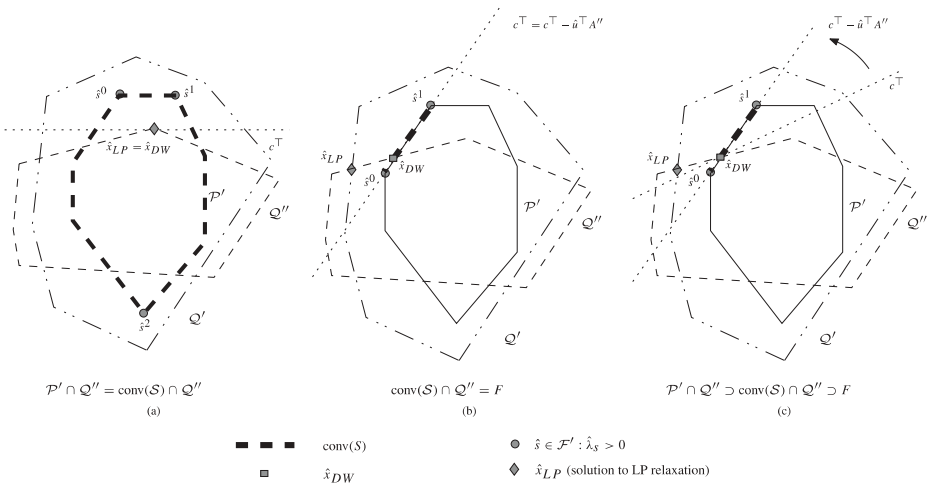 c⊤ = c⊤ − û⊤A″
c⊤ − û⊤A″
ŝ⁰
ŝ¹
x̂_LP = x̂_DW
c⊤
𝒫′
𝒬″
ŝ²
𝒬′
ŝ¹
x̂_LP
x̂_DW
ŝ⁰
𝒫′
𝒬″
𝒬′
c⊤
ŝ¹
x̂_LP
x̂_DW
ŝ⁰
𝒫′
𝒬″
𝒬′
𝒫′ ∩ 𝒬″ = conv(𝒮) ∩ 𝒬″
(a)
conv(𝒮) ∩ 𝒬″ = F
(b)
𝒫′ ∩ 𝒬″ ⊃ conv(𝒮) ∩ 𝒬″ ⊃ F
(c)
conv(S)
ŝ ∈ ℱ′ : λ̂_s > 0
x̂_DW
x̂_LP (solution to LP relaxation)